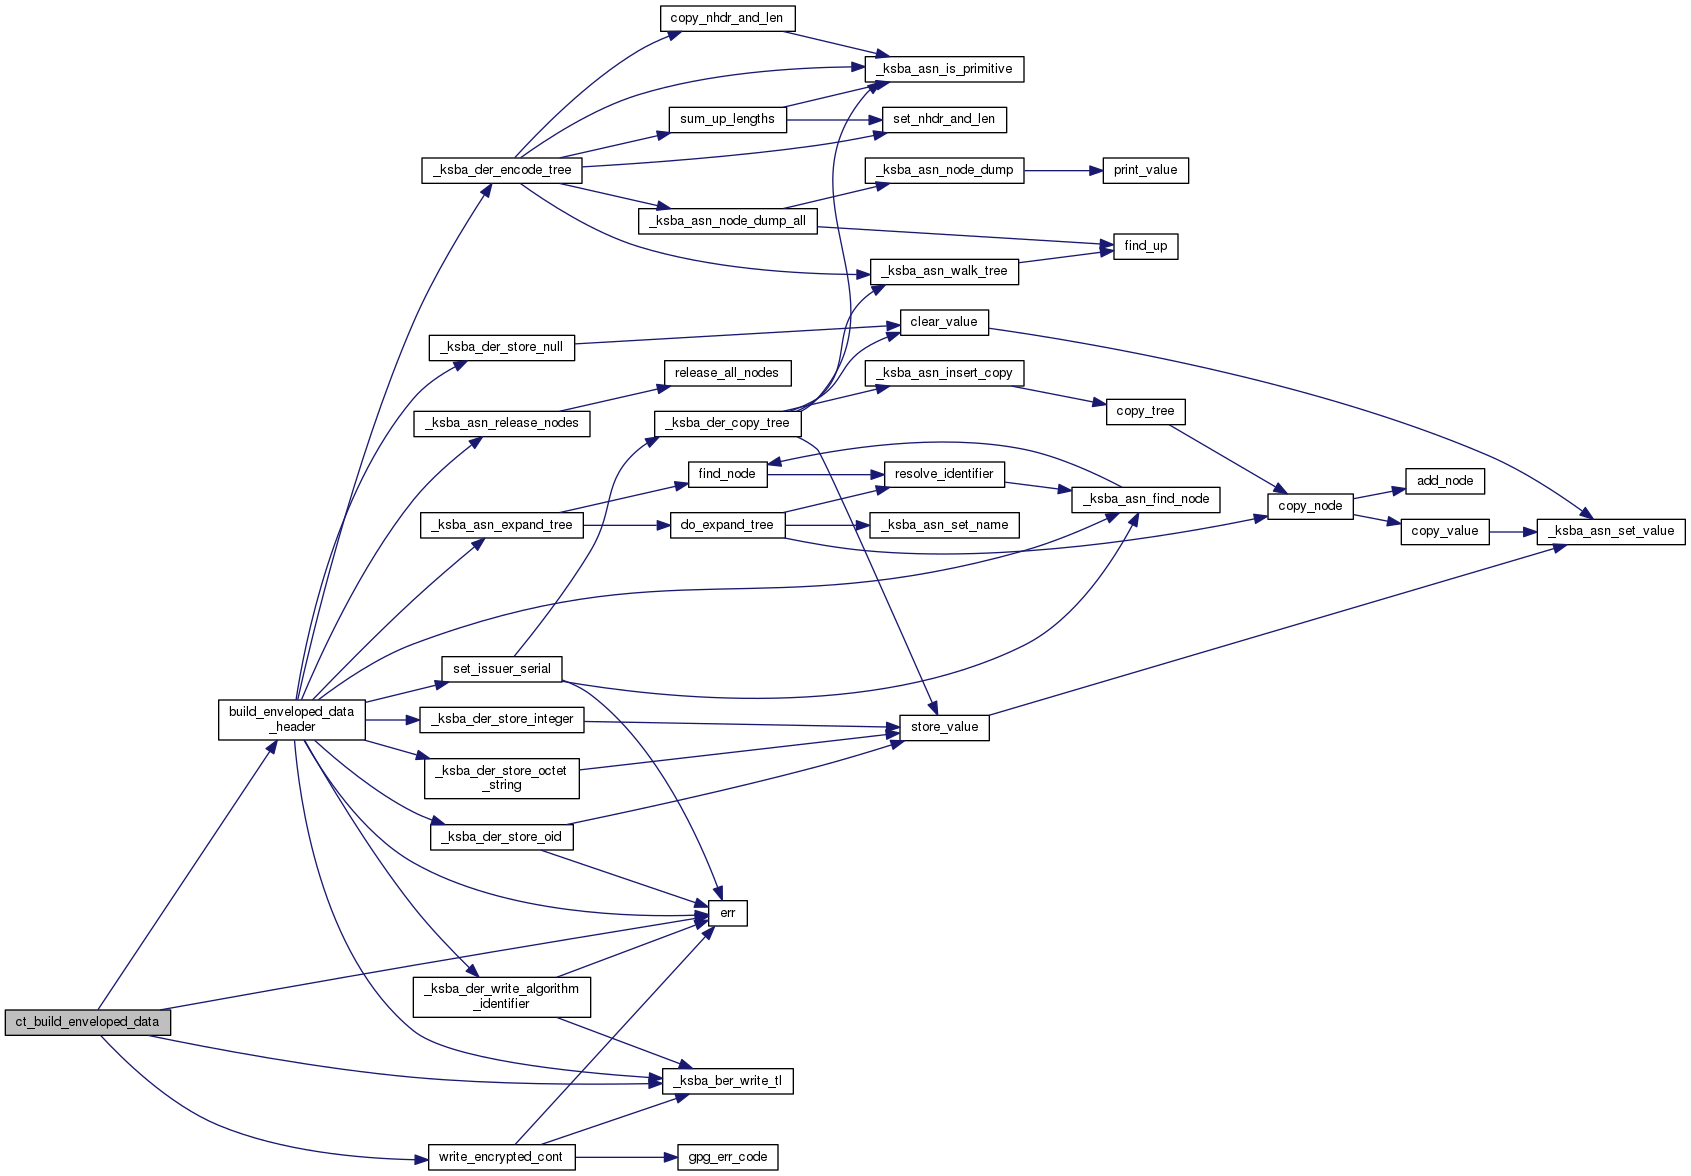 copy_nhdr_and_len
_ksba_asn_is_primitive
sum_up_lengths
set_nhdr_and_len
_ksba_der_encode_tree
_ksba_asn_node_dump
print_value
_ksba_asn_node_dump_all
find_up
_ksba_asn_walk_tree
clear_value
_ksba_der_store_null
release_all_nodes
_ksba_asn_insert_copy
_ksba_asn_release_nodes
_ksba_der_copy_tree
copy_tree
find_node
resolve_identifier
_ksba_asn_find_node
add_node
_ksba_asn_expand_tree
do_expand_tree
_ksba_asn_set_name
copy_node
copy_value
_ksba_asn_set_value
set_issuer_serial
build_enveloped_data
_header
_ksba_der_store_integer
store_value
_ksba_der_store_octet
_string
_ksba_der_store_oid
err
_ksba_der_write_algorithm
_identifier
ct_build_enveloped_data
_ksba_ber_write_tl
write_encrypted_cont
gpg_err_code